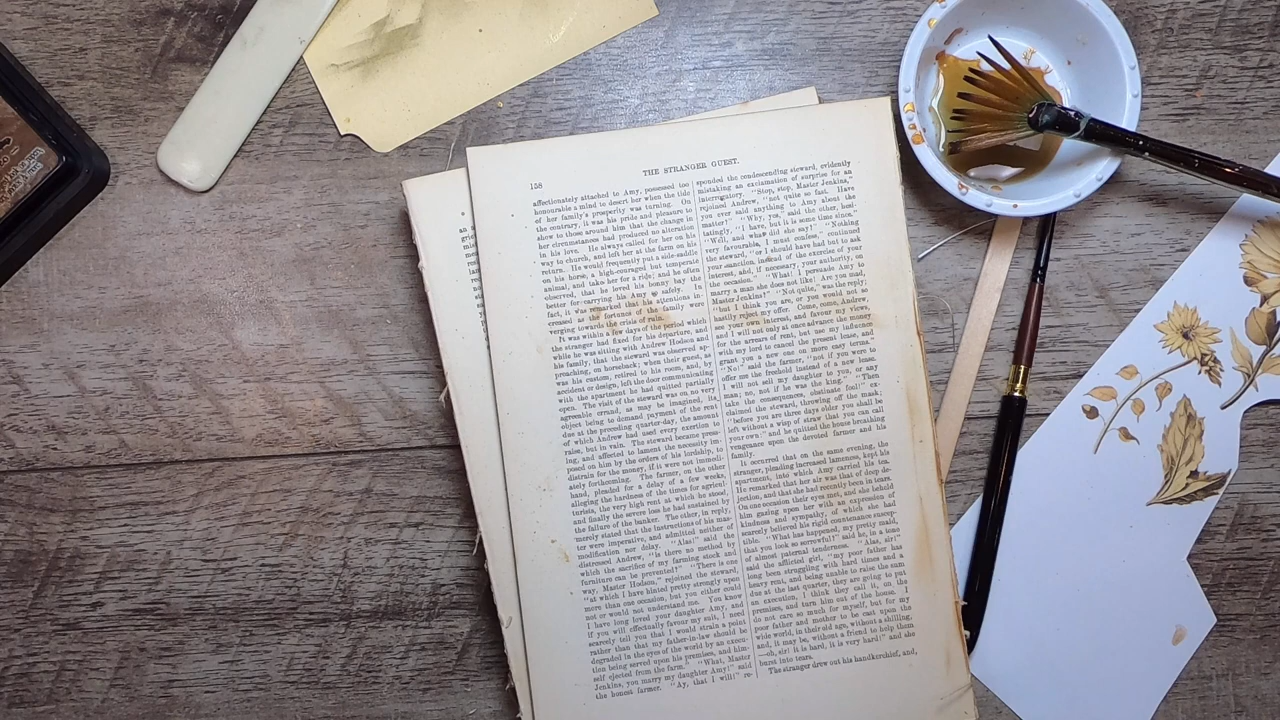 158
THE STRANGER GUEST.
affectionately attached to Amy, possessed too
honourable a mind to desert her when the tide
of her family's prosperity was turning. On
the contrary, it was his pride and pleasure to
show to those around him that the change in
her circumstances had produced no alteration
in his love. He always called for her on his
way to church, and left her at the farm on his
return. He would frequently put a side-saddle
on his horse, a high-couraged but temperate
animal, and take her for a ride; and he often
observed, that he loved his bonny bay the
better for carrying his Amy so safely. In
fact, it was remarked that his attentions in-
creased as the fortunes of the family were
verging towards the crisis of ruin.
It was within a few days of the period which
the stranger had fixed for his departure, and
while he was sitting with Andrew Hodson and
his family, that the steward was observed ap-
proaching, on horseback; when their guest, as
was his custom, retired to his room, and, by
accident or design, left the door communicating
with the apartment he had quitted partially
open. The visit of the steward was on no very
agreeable errand, as may be imagined, its
object being to demand payment of the rent
due at the preceding quarter-day, the amount
of which Andrew had used every exertion to
raise, but in vain. The steward became press-
ing, and affected to lament the necessity im-
posed on him by the orders of his lordship, to
distrain for the money, if it were not immedi-
ately forthcoming. The farmer, on the other
hand, pleaded for a delay of a few weeks,
alleging the hardness of the times for agricul-
turists, the very high rent at which he stood,
and finally the severe loss he had sustained by
the failure of the banker. The other, in reply,
merely stated that the instructions of his mas-
ter were imperative, and admitted neither of
modification nor delay. "Alas!" said the
distressed Andrew, "is there no method by
which the sacrifice of my farming stock and
furniture can be prevented?" "There is one
way, Master Hodson," rejoined the steward,
"at which I have hinted pretty strongly upon
more than one occasion, but you either could
not or would not understand me. You know
I have long loved your daughter Amy, and
if you will effectually favour my suit, I need
scarcely tell you that I would strain a point
rather than that my father-in-law should be
degraded in the eyes of the world by an execu-
tion being served upon his premises, and him-
self ejected from the farm." "What, Master
Jenkins, you marry my daughter Amy!" said
the honest farmer. "Ay, that I will!" re-
sponded the condescending steward, evidently
mistaking an exclamation of surprise for an
interrogatory. "Stop, stop, Master Jenkin,"
rejoined Andrew, "not quite so fast. Have
you ever said anything to Amy about the
matter?" "Why, yes," said the other, hesi-
tatingly, "I have, but it is some time since."
"Well, and what did she say?" "Nothing
very favourable, I must confess," continued
the steward, "or I should have had but to ask
your sanction, instead of the exercise of your
interest, and, if necessary, your authority, on
the occasion." "What! I persuade Amy to
marry a man she does not like! Are you mad,
Master Jenkins?" "Not quite," was the reply;
"but I think you are, or you would not so
hastily reject my offer. Come, come, Andrew,
see your own interest, and favour my views,
and I will not only at once advance the money
for the arrears of rent, but use my influence
with my lord to cancel the present lease, and
grant you a new one on more easy terms."
"No!" said the farmer, "not if you were to
offer me the freehold instead of a new lease.
I will not sell my daughter to you, or any
man; no, not if he was the king." "Then
take the consequences, obstinate fool!" ex-
claimed the steward, throwing off the mask;
"before you are three days older you shall be
left without a wisp of straw that you can call
your own:" and he quitted the house breathing
vengeance upon the devoted farmer and his
family.
It occurred that on the same evening, the
stranger, pleading increased lameness, kept his
apartment, into which Amy carried his tea.
He remarked that her air was that of deep de-
jection, and that she had recently been in tears.
On one occasion their eyes met, and she beheld
him gazing upon her with an expression of
kindness and sympathy, of which she had
scarcely believed his rigid countenance suscep-
tible. "What has happened, my pretty maid,
that you look so sorrowful?" said he, in a tone
of almost paternal tenderness. "Alas, sir!"
said the afflicted girl, "my poor father has
long been struggling with hard times and a
heavy rent, and being unable to raise the sum
due at the last quarter, they are going to put
an execution, I think they call it, on the
premises, and turn him out of the house. I
do not care so much for myself, but for my
poor father and mother to be cast upon the
wide world, in their old age, without a shilling,
and, it may be, without a friend to help them
—oh, sir! it is hard, it is very hard!" and she
burst into tears.
The stranger drew out his handkerchief, and,